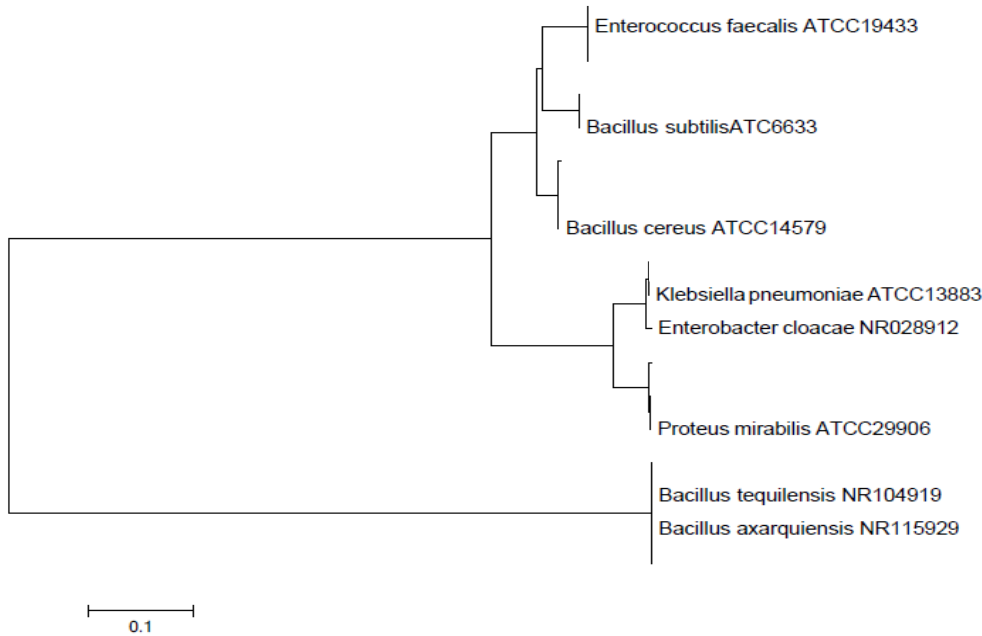 Enterococcus faecalis ATCC19433
Bacillus subtilisATC6633
Bacillus cereus ATCC14579
Klebsiella pneumoniae ATCC13883
Enterobacter cloacae NR028912
Proteus mirabilis ATCC29906
Bacillus tequilensis NR104919
Bacillus axarquiensis NR115929
0.1